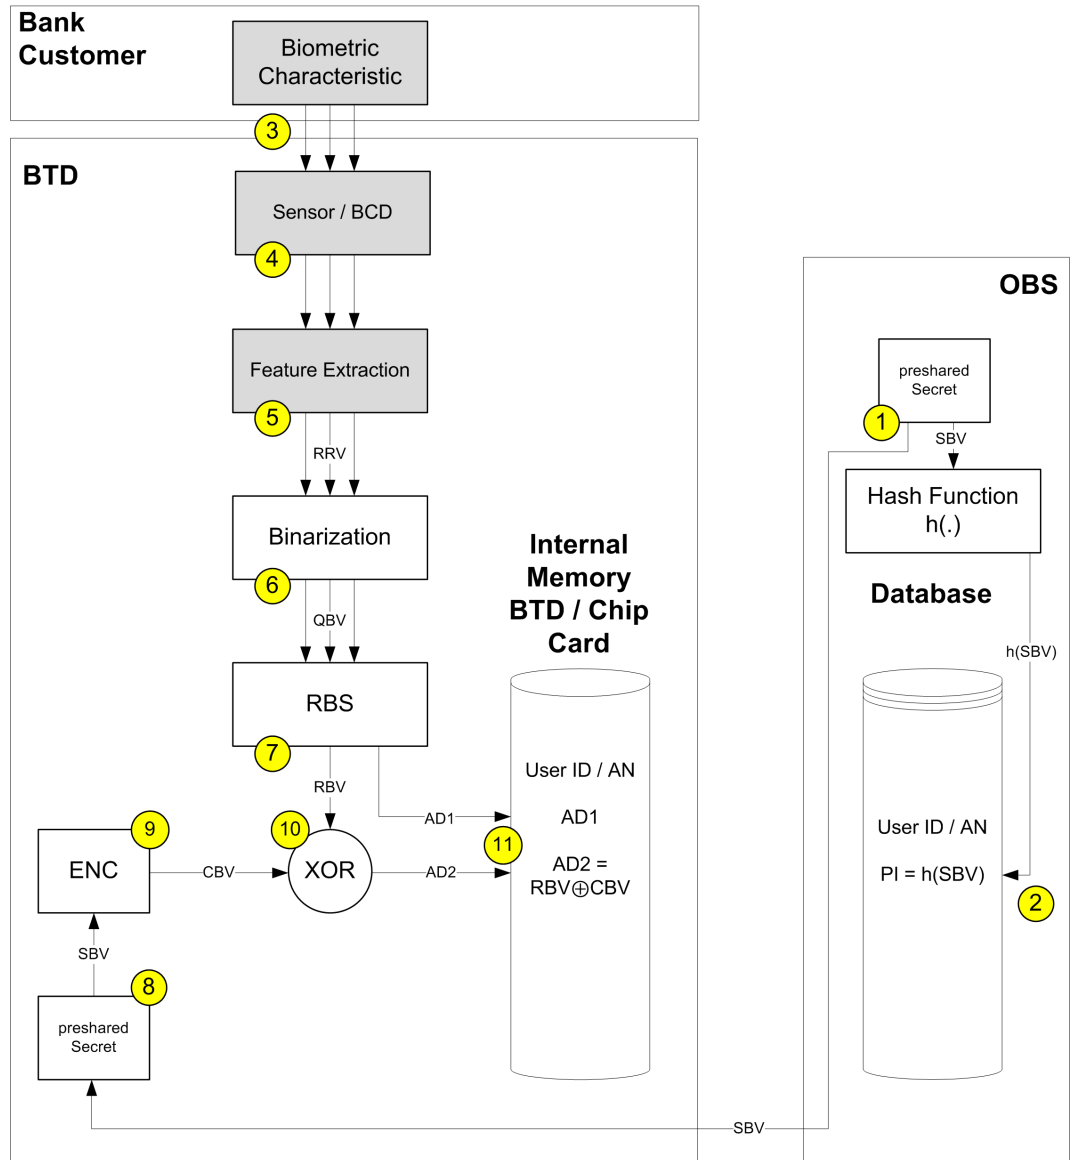 Bank
Customer
Biometric
Characteristic
3
BTD
Sensor / BCD
4
Feature Extraction
5
RRV
Binarization
6
QBV
RBS
7
RBV
AD1
9
ENC
CBV
10
XOR
AD2
SBV
8
preshared
Secret
SBV
Internal
Memory
BTD / Chip
Card
User ID / AN
AD1
11
AD2 =
RBV⊕CBV
OBS
preshared
Secret
1
SBV
Hash Function
h(.)
Database
h(SBV)
User ID / AN
PI = h(SBV)
2